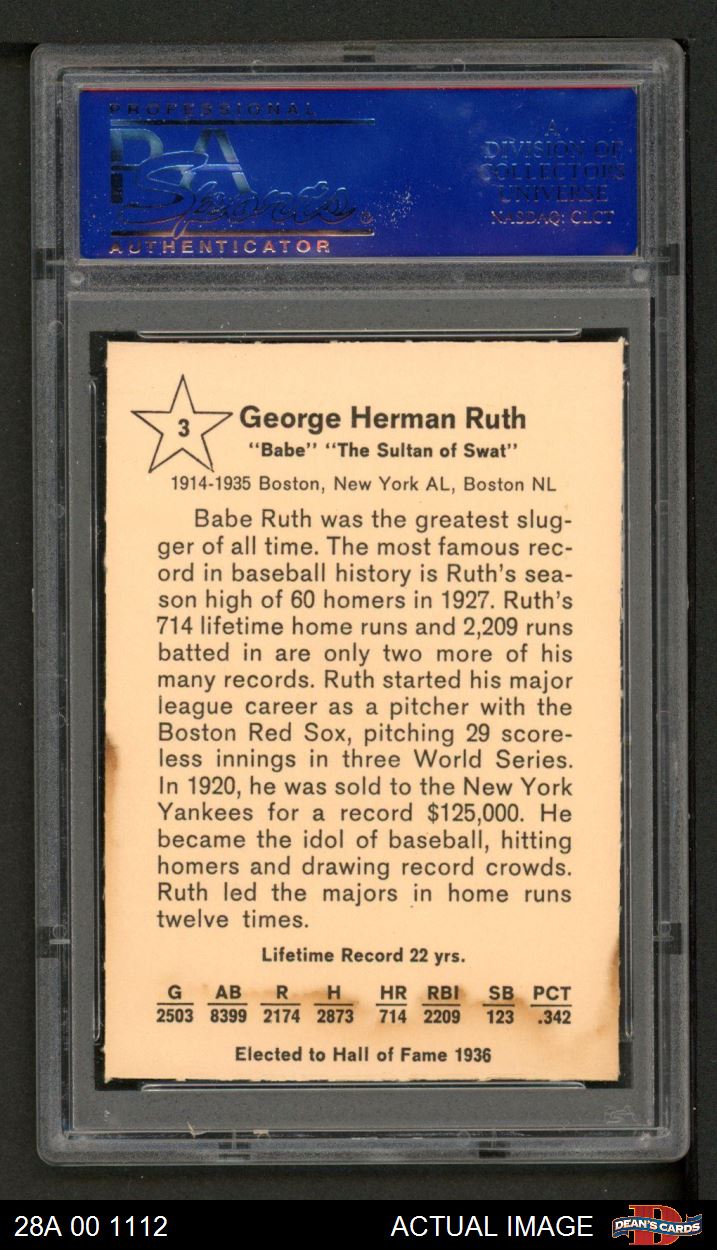 PROFESSIONAL
PSA
Sports®
AUTHENTICATOR
A
DIVISION OF
COLLECTORS
UNIVERSE
NASDAQ: CLCT
3
George Herman Ruth
"Babe" "The Sultan of Swat"
1914-1935 Boston, New York AL, Boston NL
Babe Ruth was the greatest slug-
ger of all time. The most famous rec-
ord in baseball history is Ruth's sea-
son high of 60 homers in 1927. Ruth's
714 lifetime home runs and 2,209 runs
batted in are only two more of his
many records. Ruth started his major
league career as a pitcher with the
Boston Red Sox, pitching 29 score-
less innings in three World Series.
In 1920, he was sold to the New York
Yankees for a record $125,000. He
became the idol of baseball, hitting
homers and drawing record crowds.
Ruth led the majors in home runs
twelve times.
Lifetime Record 22 yrs.
G AB R H HR RBI SB PCT
2503 8399 2174 2873 714 2209 123 .342
Elected to Hall of Fame 1936
PSA
28A 00 1112 ACTUAL IMAGE D DEAN'S CARDS